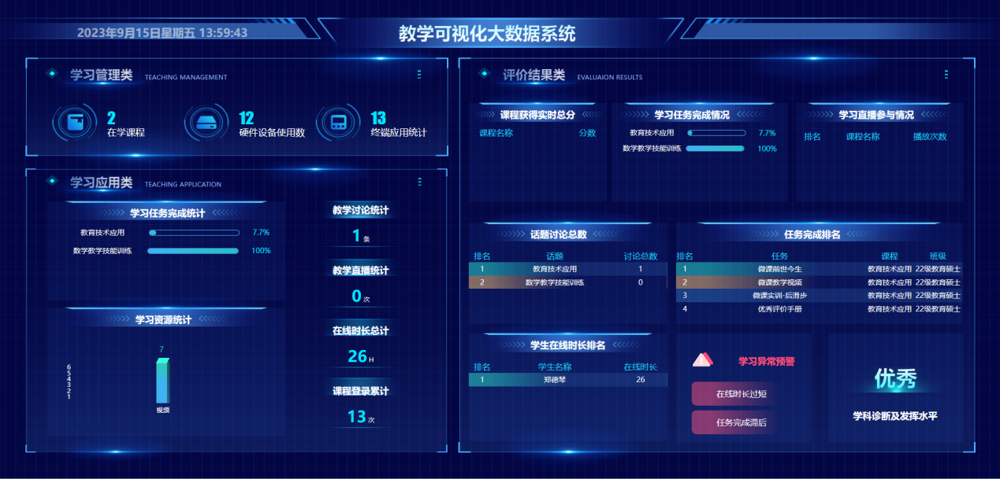 2023年9月15日星期五 13:59:43
教学可视化大数据系统
学习管理类 TEACHING MANAGEMENT
2
在学课程
12
硬件设备使用数
13
终端应用统计
学习应用类 TEACHING APPLICATION
学习任务完成统计
教育技术应用 7.7%
数学教学技能训练 100%
学习资源统计
7
6
5
4
3
2
1
视频
教学讨论统计
1 条
教学直播统计
0 次
在线时长总计
26 H
课程登录累计
13 次
评价结果类 EVALUAION RESULTS
课程获得实时总分
课程名称 分数
学习任务完成情况
教育技术应用 7.7%
数学教学技能训练 100%
学习直播参与情况
排名 课程名称 播放次数
话题讨论总数
排名 话题 讨论总数
1 教育技术应用 1
2 数学教学技能训练 0
任务完成排名
排名 任务 课程 班级
1 微课前世今生 教育技术应用 22级教育硕士
2 微课教学视频 教育技术应用 22级教育硕士
3 微课实训-后滑步 教育技术应用 22级教育硕士
4 优秀评价手册 教育技术应用 22级教育硕士
学生在线时长排名
排名 学生名称 在线时长
1 郑德琴 26
学习异常预警
在线时长过短
任务完成滞后
优秀
学科诊断及发挥水平